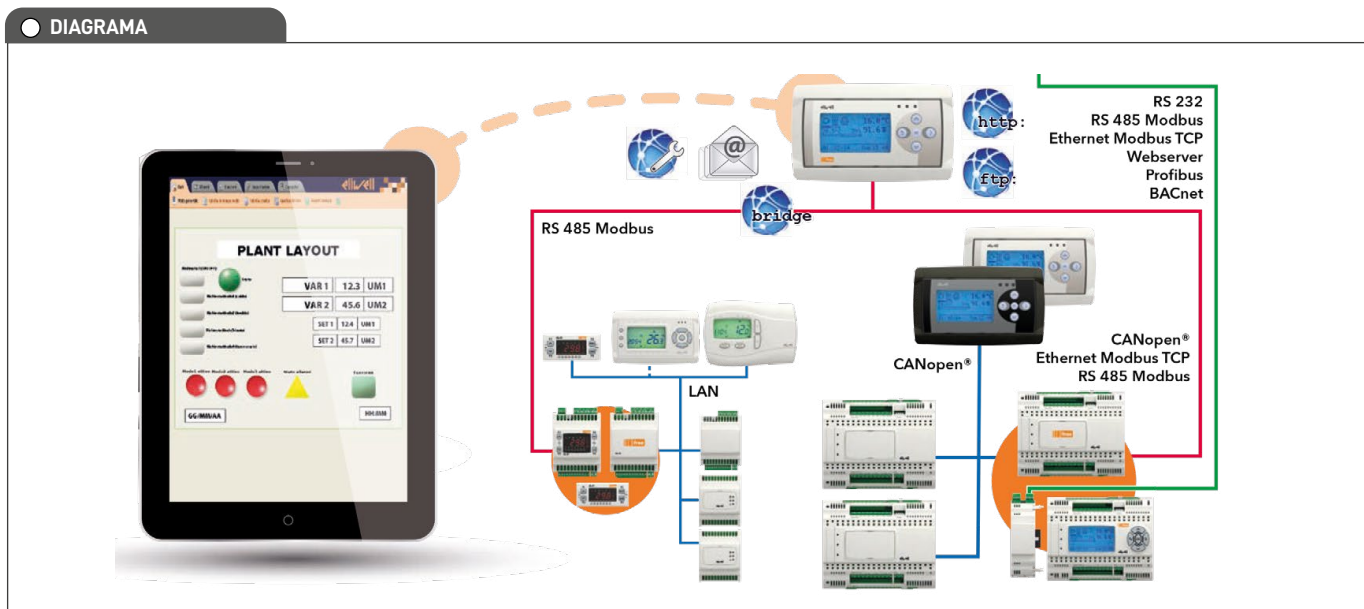 DIAGRAMA
eliwell
PLANT LAYOUT
VAR 1 12.3 UM1
VAR 2 45.6 UM2
SET 1 12.4 UM1
SET 2 45.7 UM2
GG/MM/AA
HH:MM
@
http:
ftp:
bridge
RS 232
RS 485 Modbus
Ethernet Modbus TCP
Webserver
Profibus
BACnet
RS 485 Modbus
LAN
CANopen®
CANopen®
Ethernet Modbus TCP
RS 485 Modbus